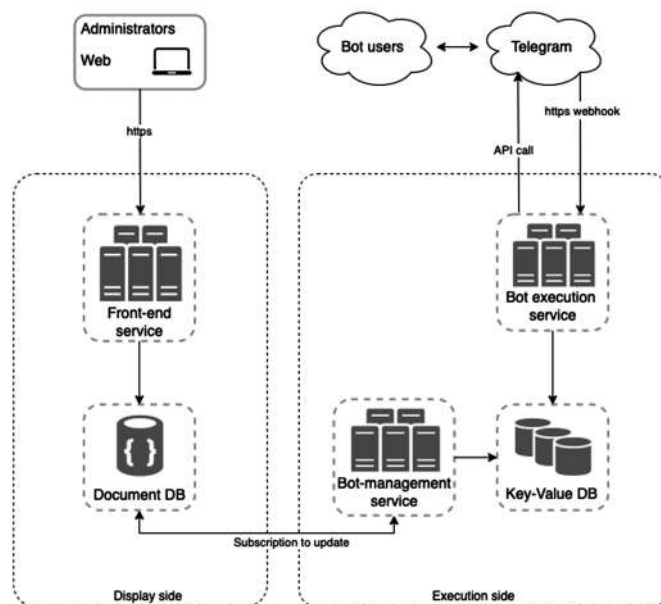 Administrators
Web
Bot users
Telegram
https
https webhook
API call
Front-end
service
Bot execution
service
{ }
Document DB
Bot-management
service
Key-Value DB
Subscription to update
Display side
Execution side